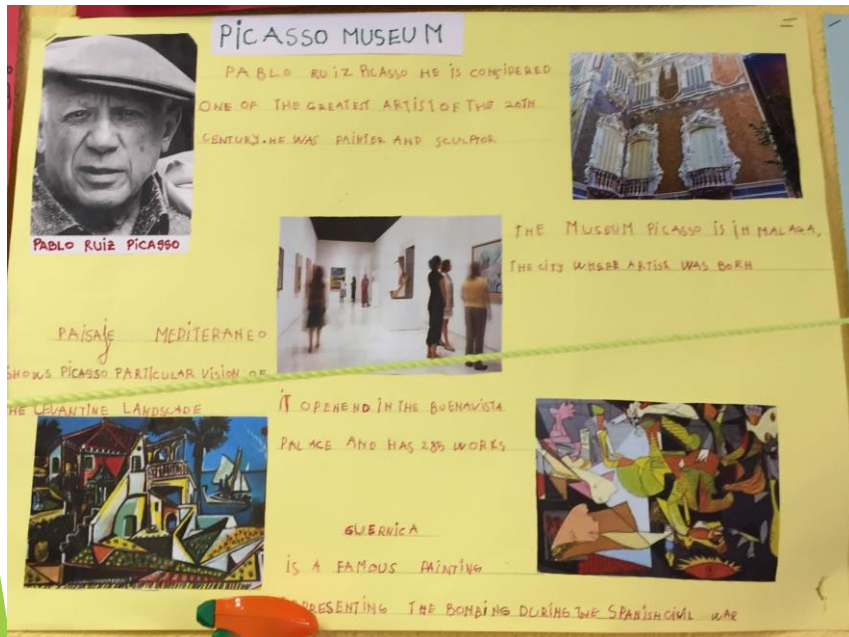 PICASSO MUSEUM
PABLO RUIZ PICASSO HE IS CONSIDERED
ONE OF THE GREATEST ARTIST OF THE 20TH
CENTURY. HE WAS PAINTER AND SCULPTOR
PABLO RUIZ PICASSO
THE MUSEUM PICASSO IS IN MALAGA,
THE CITY WHERE ARTIST WAS BORN
PAISAJE MEDITERANEO
SHOWS PICASSO PARTICULAR VISION OF
THE LEVANTINE LANDSCADE
IT OPENEND IN THE BUENAVISTA
PALACE AND HAS 285 WORKS
GUERNICA
IS A FAMOUS PAINTING
REPRESENTING THE BOMBING DURING THE SPANISH CIVIL WAR